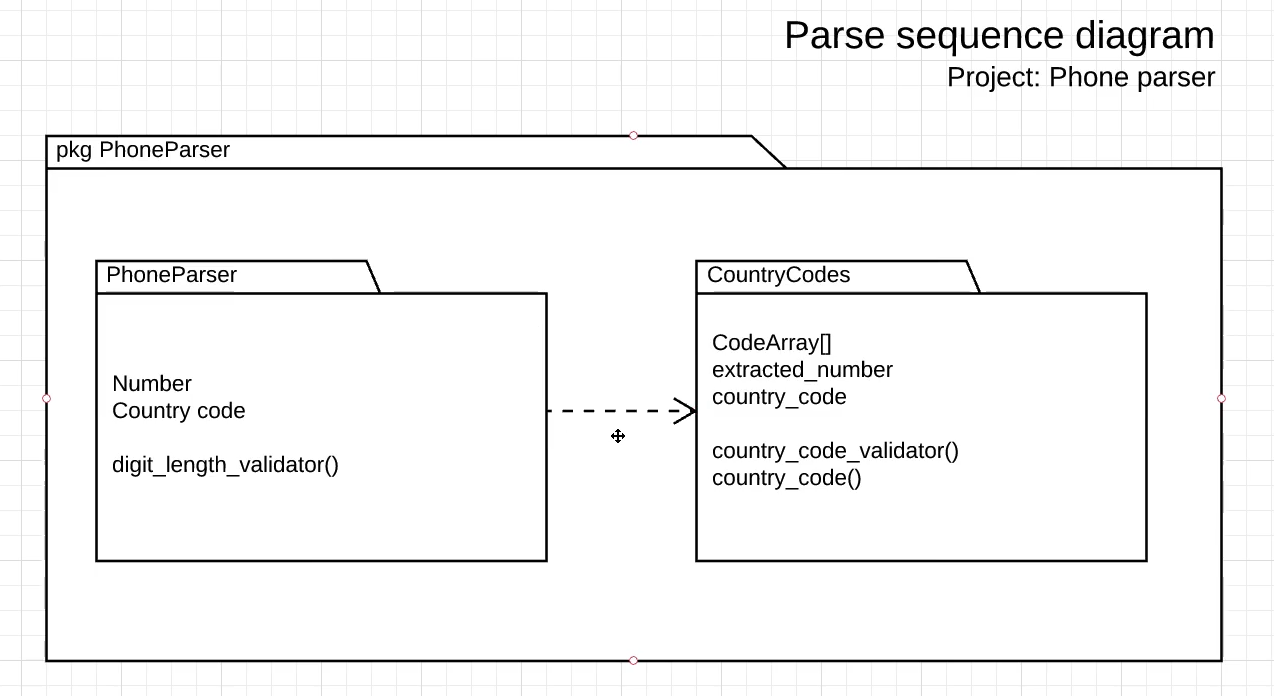 Parse sequence diagram
Project: Phone parser
pkg PhoneParser
PhoneParser
Number
Country code
digit_length_validator()
CountryCodes
CodeArray[]
extracted_number
country_code
country_code_validator()
country_code()